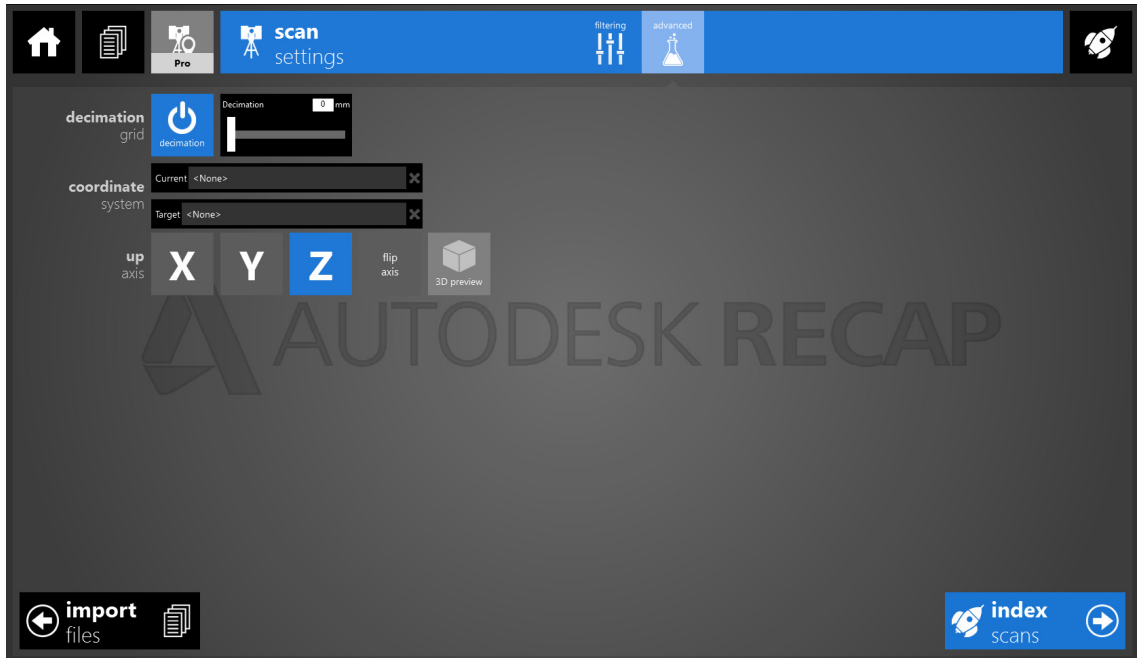 Pro
scan
settings
filtering
advanced
decimation
grid
decimation
Decimation 0 mm
coordinate
system
Current <None>
Target <None>
up
axis
X Y Z
flip
axis
3D preview
AUTODESK RECAP
import
files
index
scans